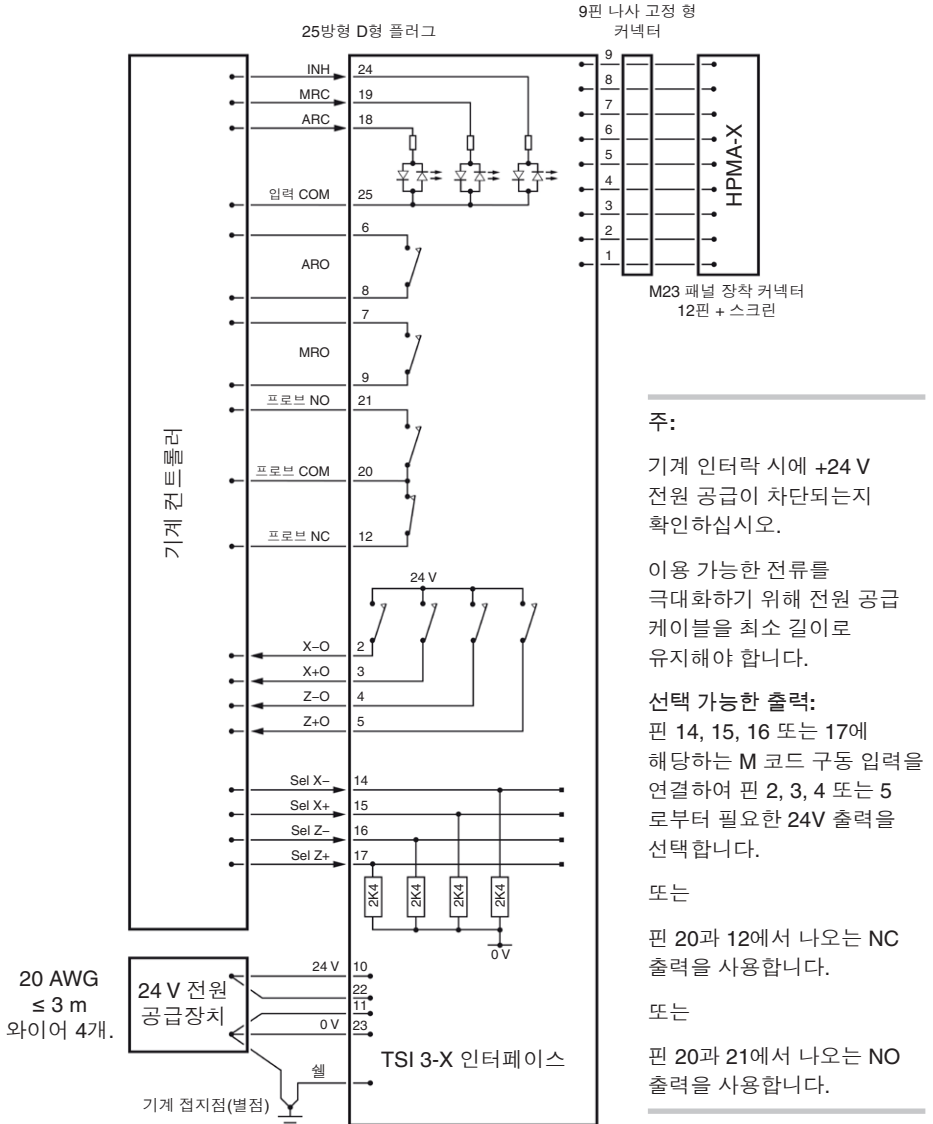 25방형 D형 플러그
9핀 나사 고정 형
커넥터
INH
24
MRC
19
ARC
18
입력 COM
25
6
ARO
8
7
MRO
9
프로브 NO
21
프로브 COM
20
프로브 NC
12
24 V
X–O
2
X+O
3
Z–O
4
Z+O
5
Sel X–
14
Sel X+
15
Sel Z–
16
Sel Z+
17
2K4
2K4
2K4
2K4
0 V
24 V
10
22
11
0 V
23
쉘
기계 컨트롤러
24 V 전원
공급장치
20 AWG
≤ 3 m
와이어 4개.
기계 접지점(별점)
TSI 3-X 인터페이스
9
8
7
6
5
4
3
2
1
HPMA-X
M23 패널 장착 커넥터
12핀 + 스크린
주:
기계 인터락 시에 +24 V
전원 공급이 차단되는지
확인하십시오.
이용 가능한 전류를
극대화하기 위해 전원 공급
케이블을 최소 길이로
유지해야 합니다.
선택 가능한 출력:
핀 14, 15, 16 또는 17에
해당하는 M 코드 구동 입력을
연결하여 핀 2, 3, 4 또는 5
로부터 필요한 24V 출력을
선택합니다.
또는
핀 20과 12에서 나오는 NC
출력을 사용합니다.
또는
핀 20과 21에서 나오는 NO
출력을 사용합니다.